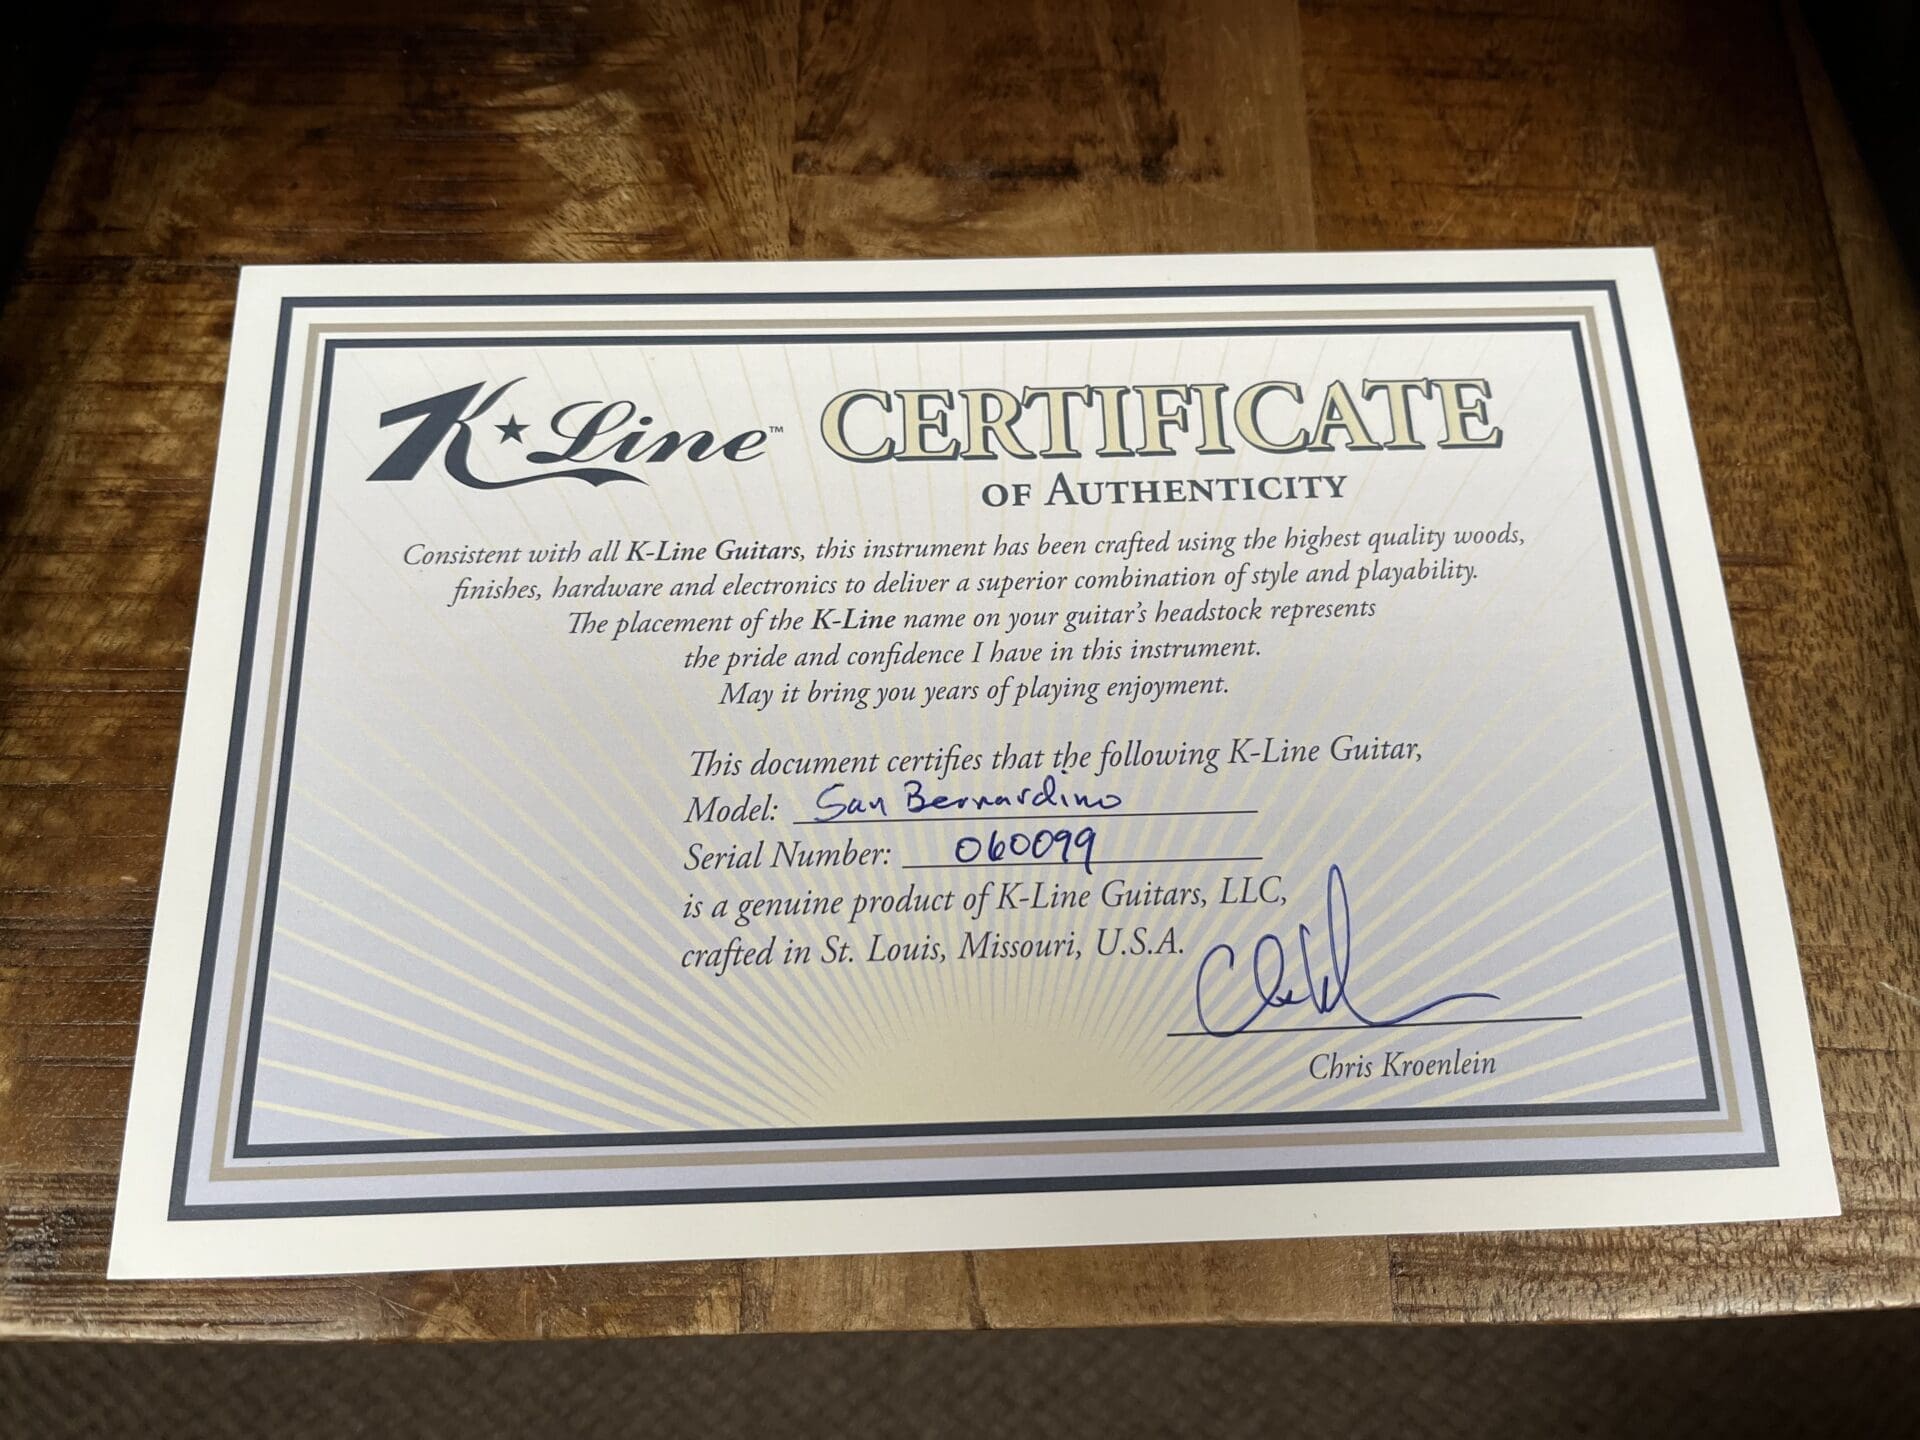 K★Line™ CERTIFICATE
OF AUTHENTICITY
Consistent with all K-Line Guitars, this instrument has been crafted using the highest quality woods,
finishes, hardware and electronics to deliver a superior combination of style and playability.
The placement of the K-Line name on your guitar's headstock represents
the pride and confidence I have in this instrument.
May it bring you years of playing enjoyment.
This document certifies that the following K-Line Guitar,
Model: San Bernardino
Serial Number: 060099
is a genuine product of K-Line Guitars, LLC,
crafted in St. Louis, Missouri, U.S.A.
Chris Kroenlein